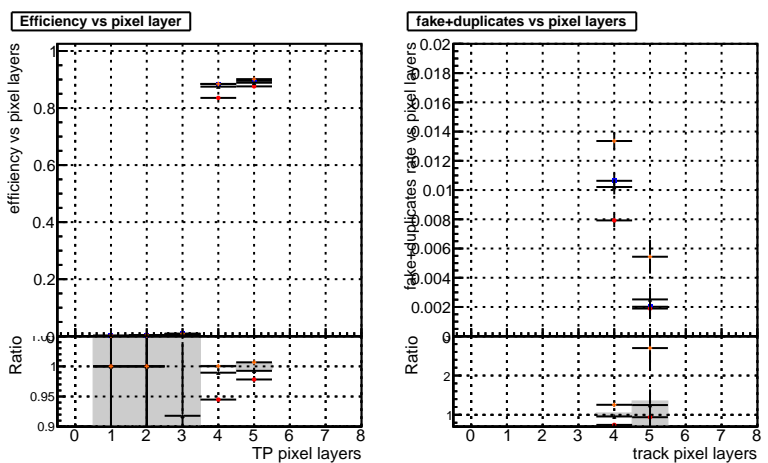 Efficiency vs pixel layer
efficiency vs pixel layers
1
0.8
0.6
0.4
0.2
0
Ratio
1
0.95
0.9
0 1 2 3 4 5 6 7 8
TP pixel layers
fake+duplicates vs pixel layers
fake+duplicates rate vs pixel layers
0.02
0.018
0.016
0.014
0.012
0.01
0.008
0.006
0.004
0.002
0
Ratio
2
1
0 1 2 3 4 5 6 7 8
track pixel layers